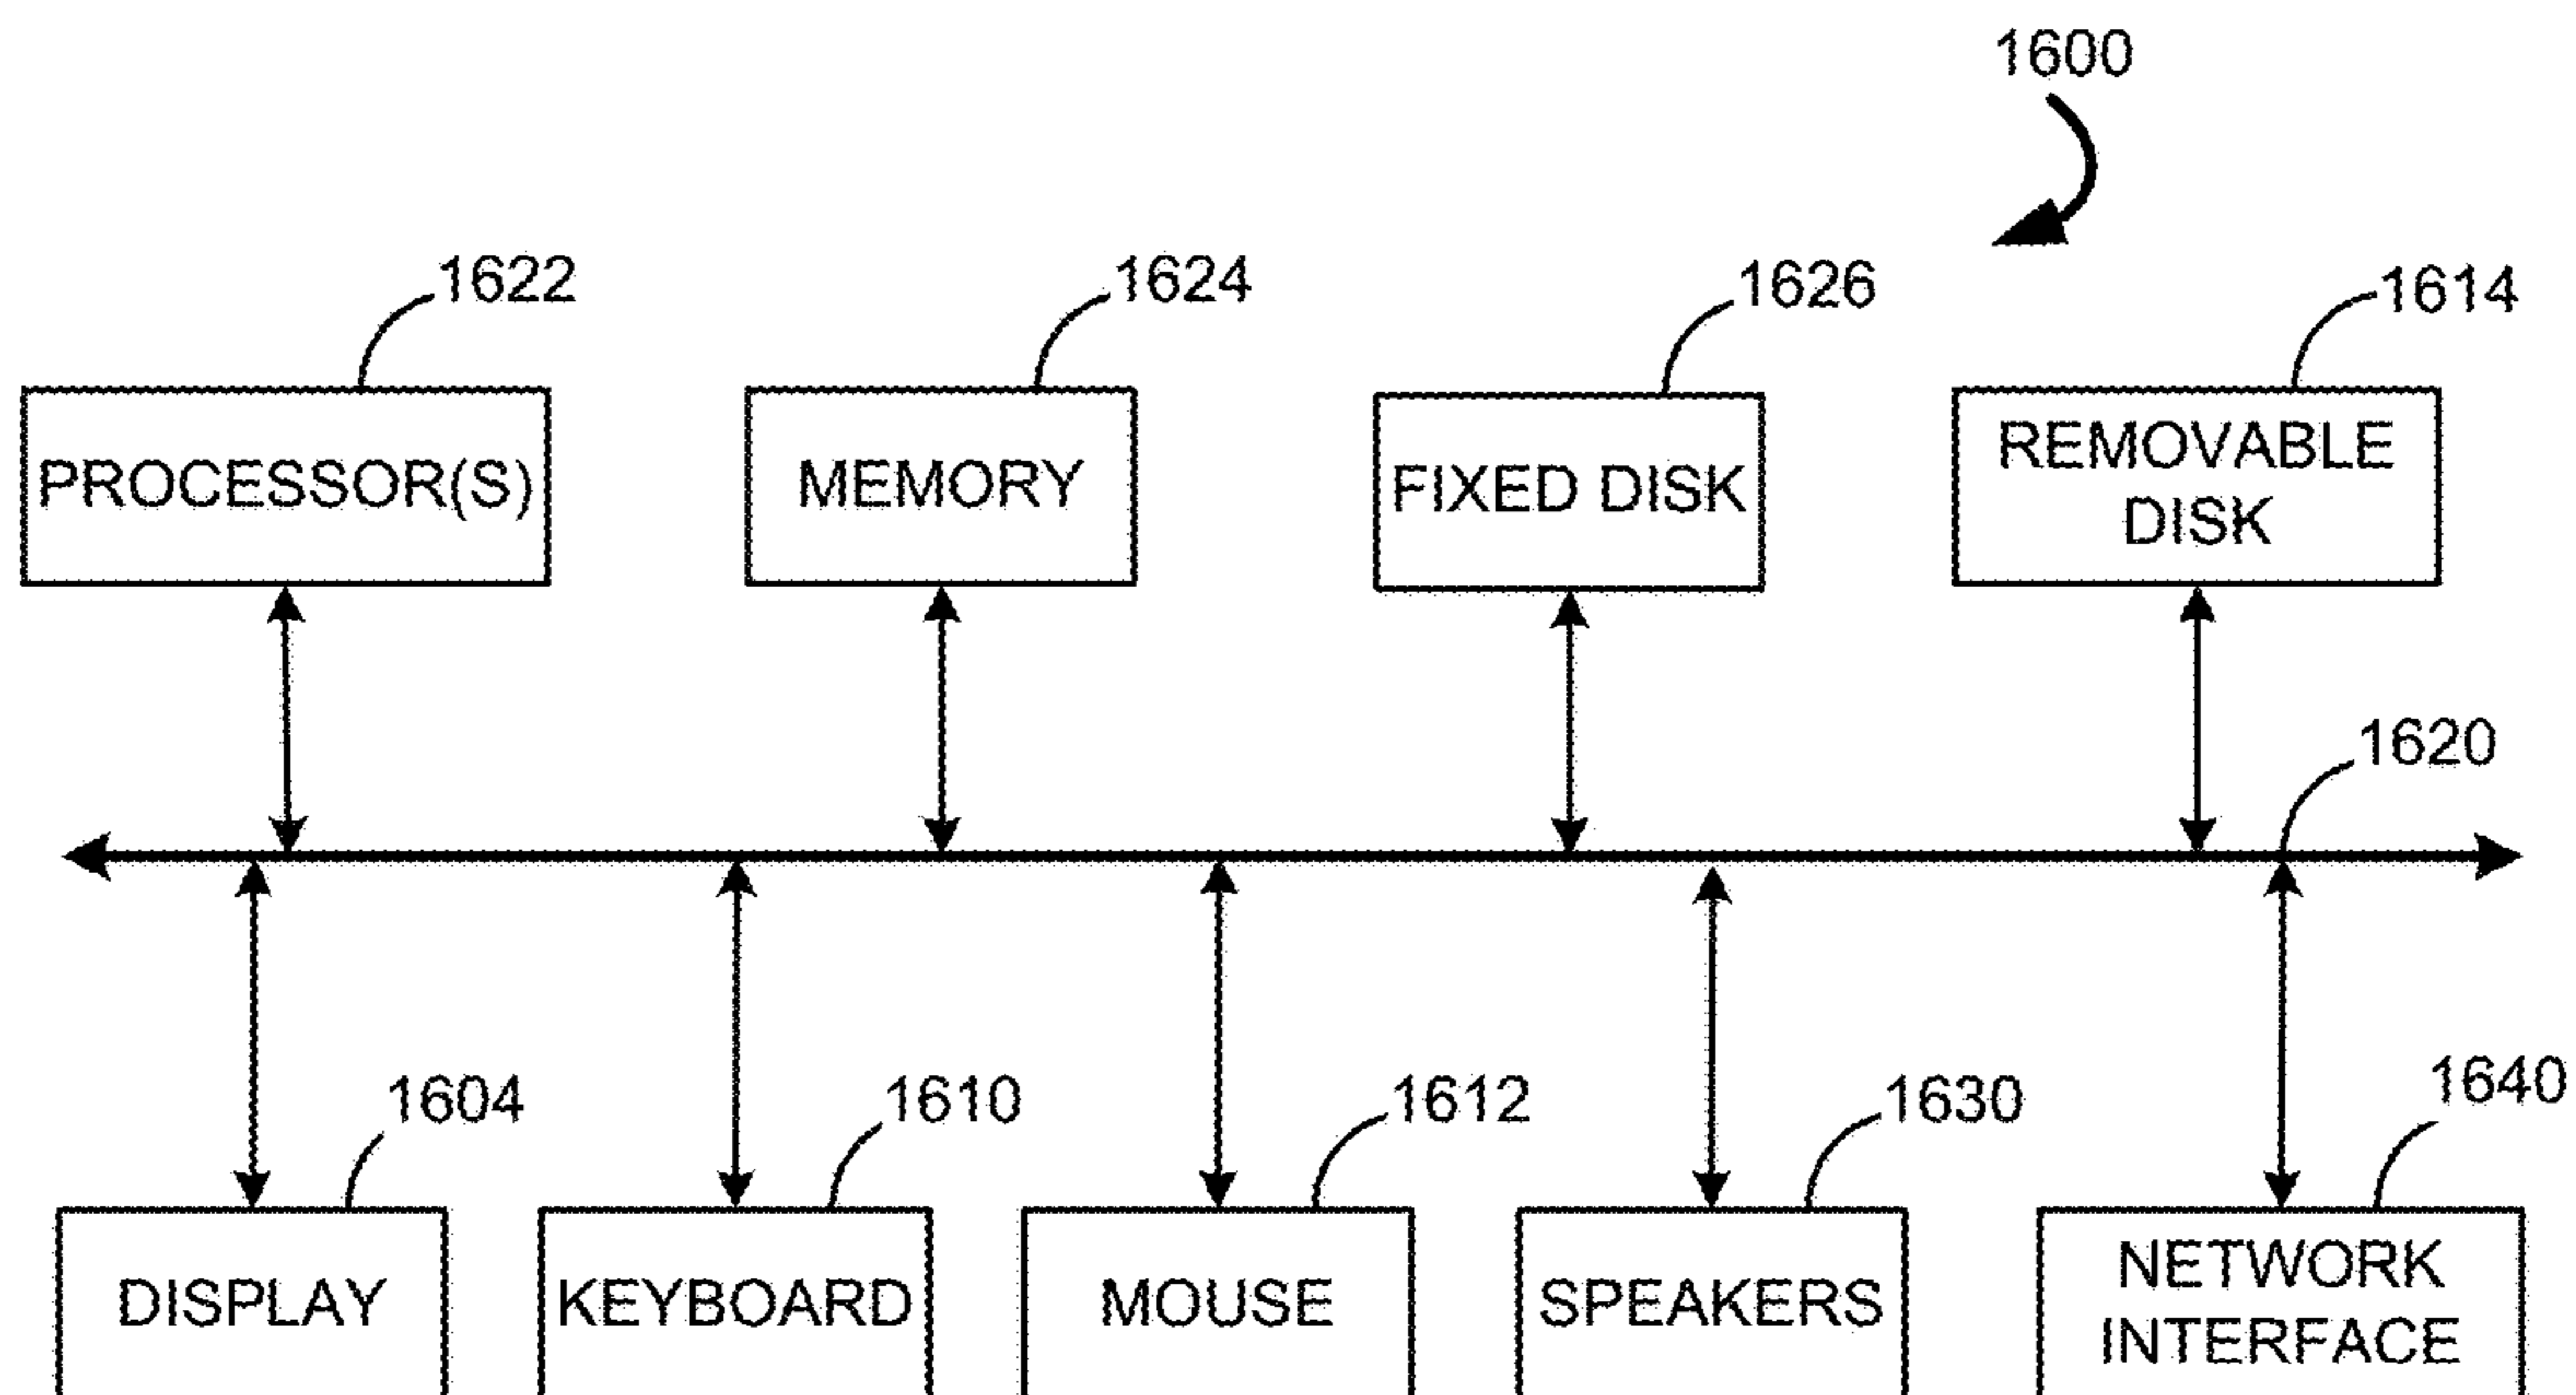 1600
1622
1624
1626
1614
PROCESSOR(S)
MEMORY
FIXED DISK
REMOVABLE
DISK
1620
1604
1610
1612
1630
1640
DISPLAY
KEYBOARD
MOUSE
SPEAKERS
NETWORK
INTERFACE